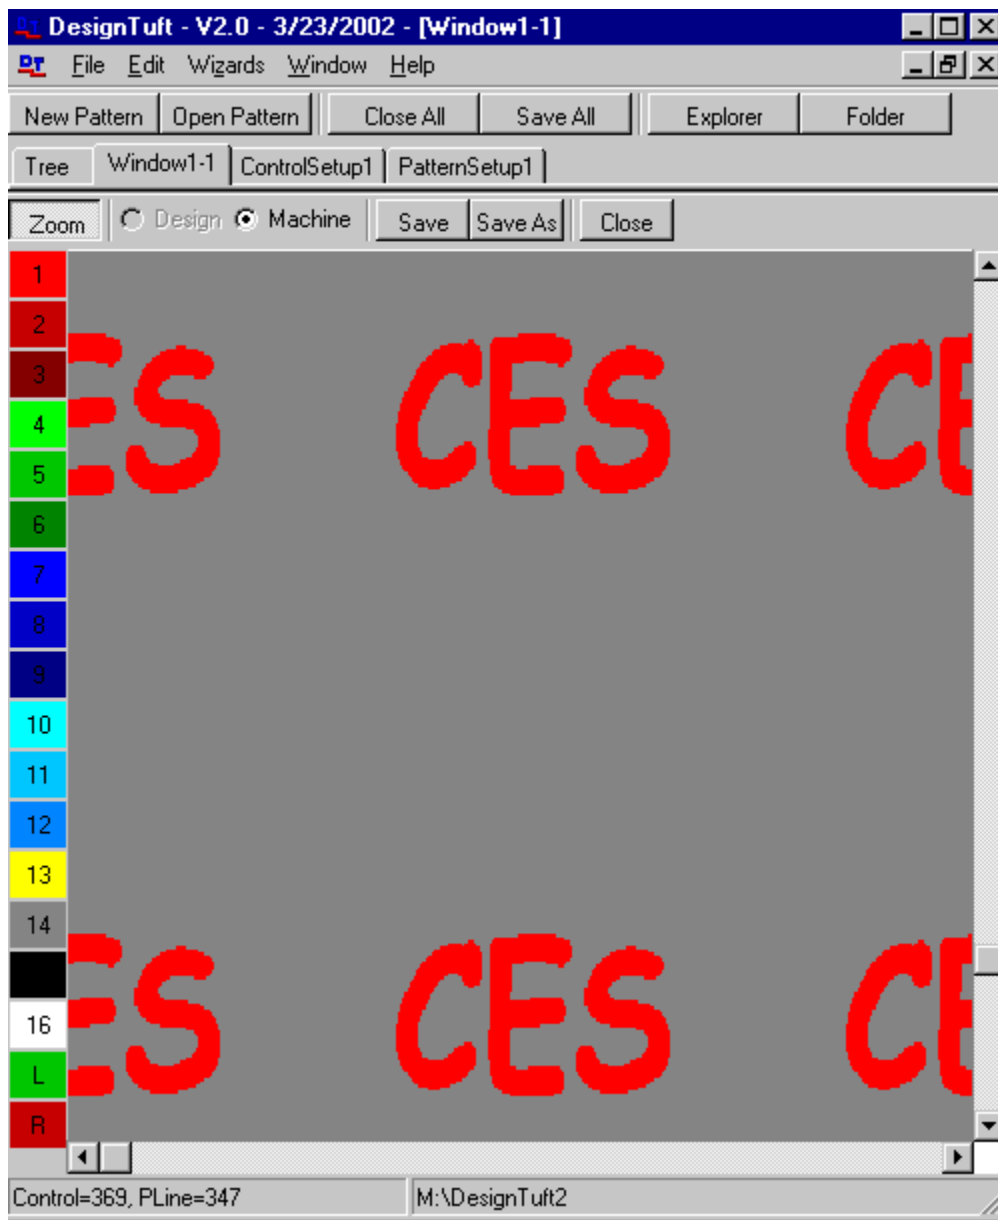 DT DesignTuft - V2.0 - 3/23/2002 - [Window1-1]
DT File Edit Wizards Window Help
New Pattern Open Pattern Close All Save All Explorer Folder
Tree Window1-1 ControlSetup1 PatternSetup1
Zoom Design Machine Save Save As Close
1
2
3
4
5
6
7
8
9
10
11
12
13
14
16
L
R
ES CES CE
ES CES CE
Control=369, PLine=347 M:\DesignTuft2